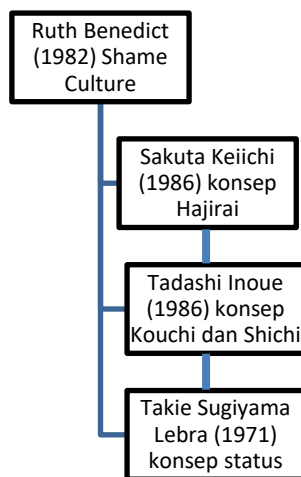 Ruth Benedict
(1982) Shame
Culture
Sakuta Keiichi
(1986) konsep
Hajirai
Tadashi Inoue
(1986) konsep
Kouchi dan Shichi
Takie Sugiyama
Lebra (1971)
konsep status